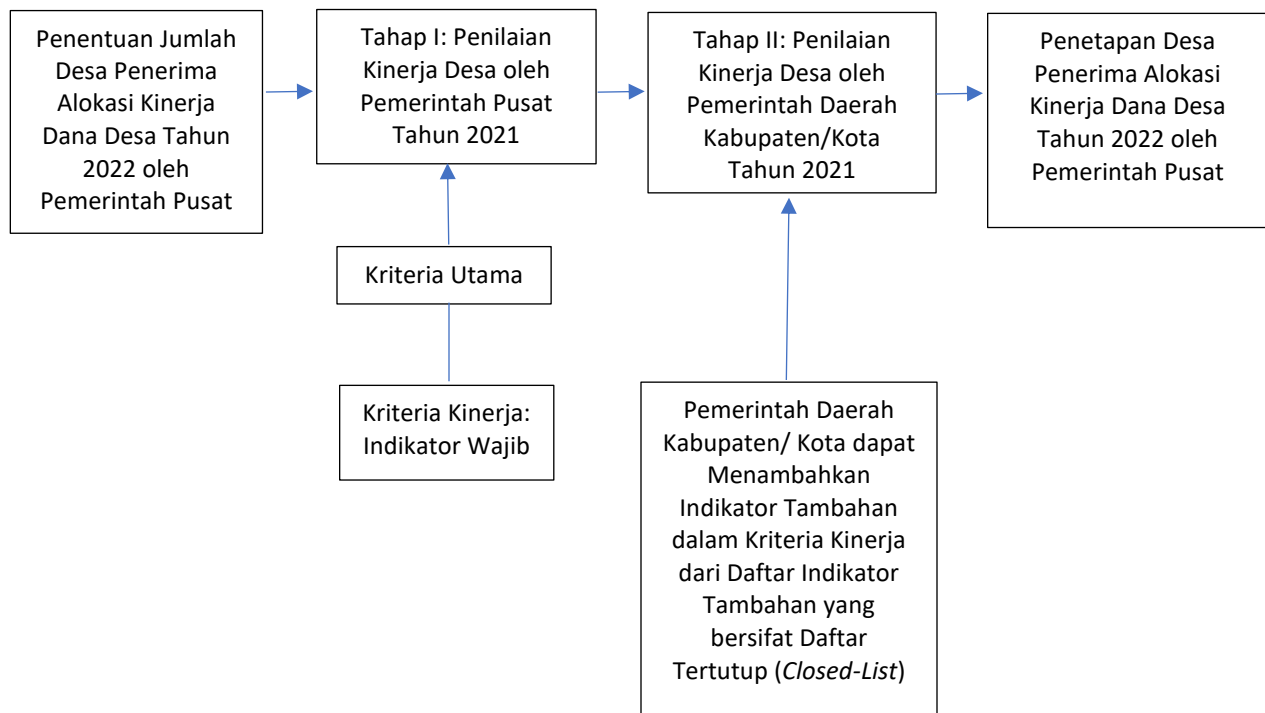 Penentuan Jumlah
Desa Penerima
Alokasi Kinerja
Dana Desa Tahun
2022 oleh
Pemerintah Pusat
Tahap I: Penilaian
Kinerja Desa oleh
Pemerintah Pusat
Tahun 2021
Tahap II: Penilaian
Kinerja Desa oleh
Pemerintah Daerah
Kabupaten/Kota
Tahun 2021
Penetapan Desa
Penerima Alokasi
Kinerja Dana Desa
Tahun 2022 oleh
Pemerintah Pusat
Kriteria Utama
Kriteria Kinerja:
Indikator Wajib
Pemerintah Daerah
Kabupaten/ Kota dapat
Menambahkan
Indikator Tambahan
dalam Kriteria Kinerja
dari Daftar Indikator
Tambahan yang
bersifat Daftar
Tertutup (Closed-List)